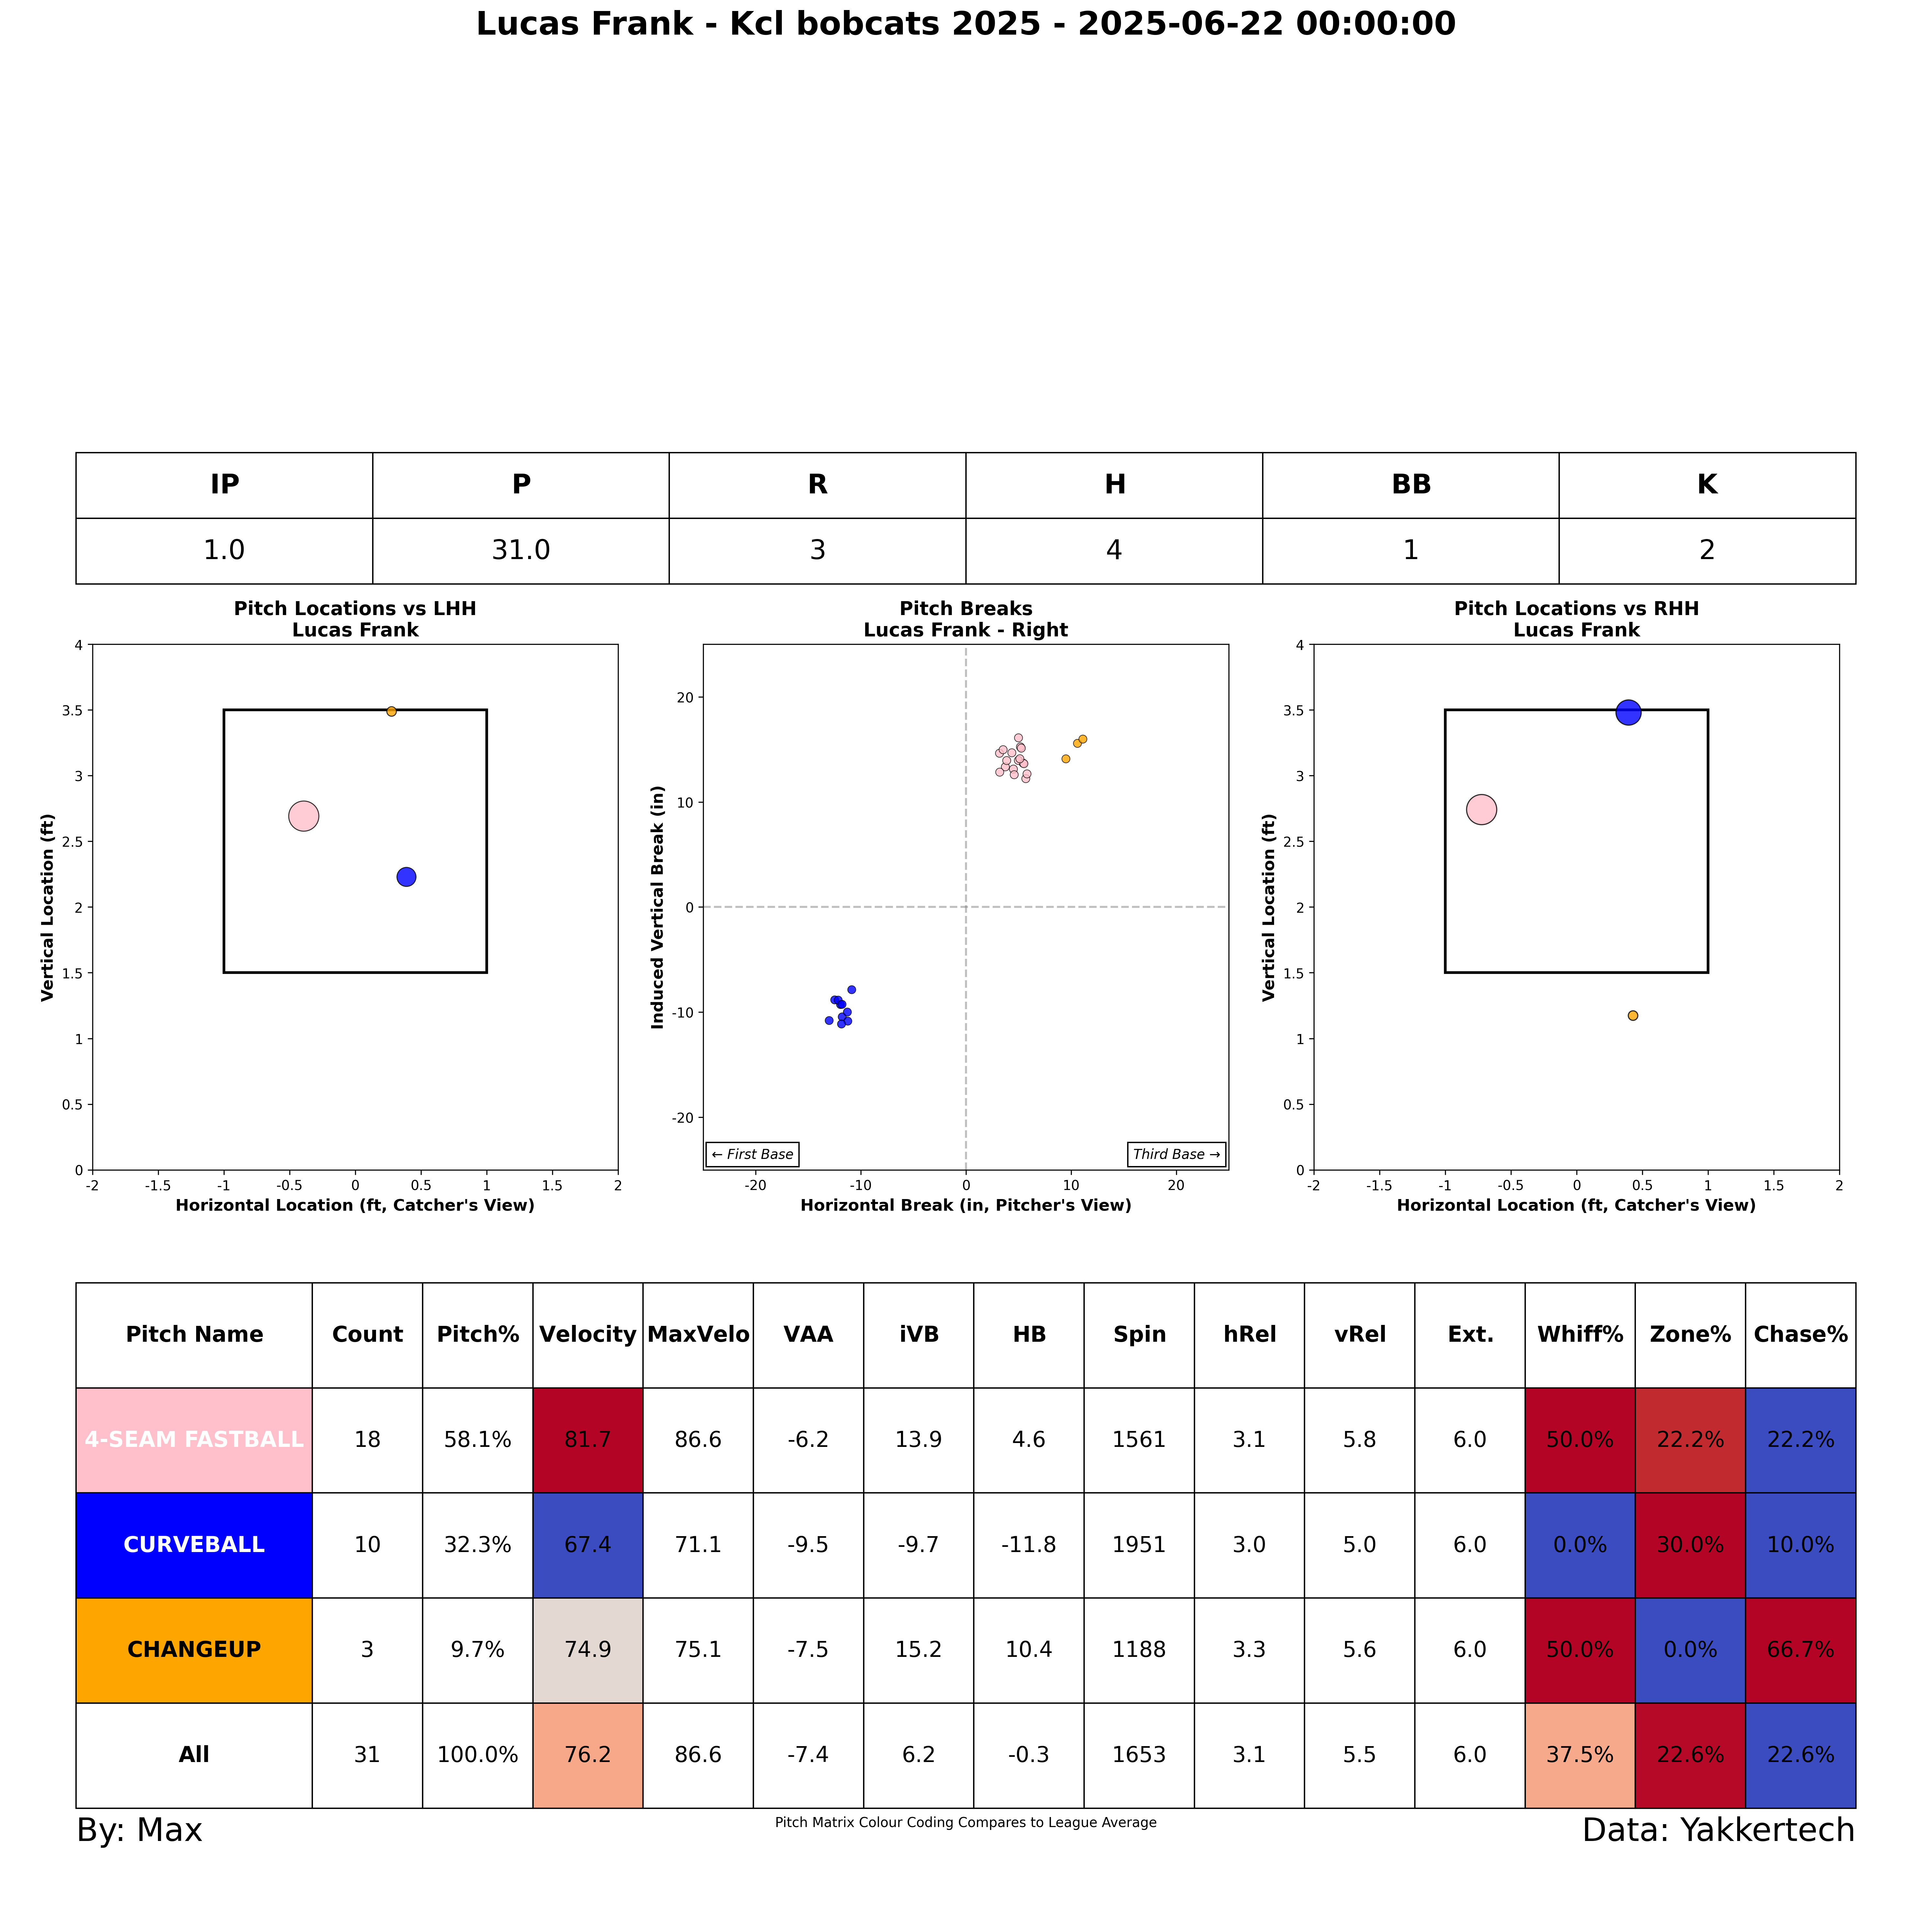 Lucas Frank - Kcl bobcats 2025 - 2025-06-22 00:00:00
IP P R H BB K
1.0 31.0 3 4 1 2
Pitch Locations vs LHH
Lucas Frank
4
3.5
3
2.5
2
1.5
1
0.5
0
-2 -1.5 -1 -0.5 0 0.5 1 1.5 2
Vertical Location (ft)
Horizontal Location (ft, Catcher's View)
Pitch Breaks
Lucas Frank - Right
20
10
0
-10
-20
-20 -10 0 10 20
Induced Vertical Break (in)
← First Base
Third Base →
Horizontal Break (in, Pitcher's View)
Pitch Locations vs RHH
Lucas Frank
4
3.5
3
2.5
2
1.5
1
0.5
0
-2 -1.5 -1 -0.5 0 0.5 1 1.5 2
Vertical Location (ft)
Horizontal Location (ft, Catcher's View)
Pitch Name Count Pitch% Velocity MaxVelo VAA iVB HB Spin hRel vRel Ext. Whiff% Zone% Chase%
4-SEAM FASTBALL 18 58.1% 81.7 86.6 -6.2 13.9 4.6 1561 3.1 5.8 6.0 50.0% 22.2% 22.2%
CURVEBALL 10 32.3% 67.4 71.1 -9.5 -9.7 -11.8 1951 3.0 5.0 6.0 0.0% 30.0% 10.0%
CHANGEUP 3 9.7% 74.9 75.1 -7.5 15.2 10.4 1188 3.3 5.6 6.0 50.0% 0.0% 66.7%
All 31 100.0% 76.2 86.6 -7.4 6.2 -0.3 1653 3.1 5.5 6.0 37.5% 22.6% 22.6%
By: Max
Pitch Matrix Colour Coding Compares to League Average
Data: Yakkertech